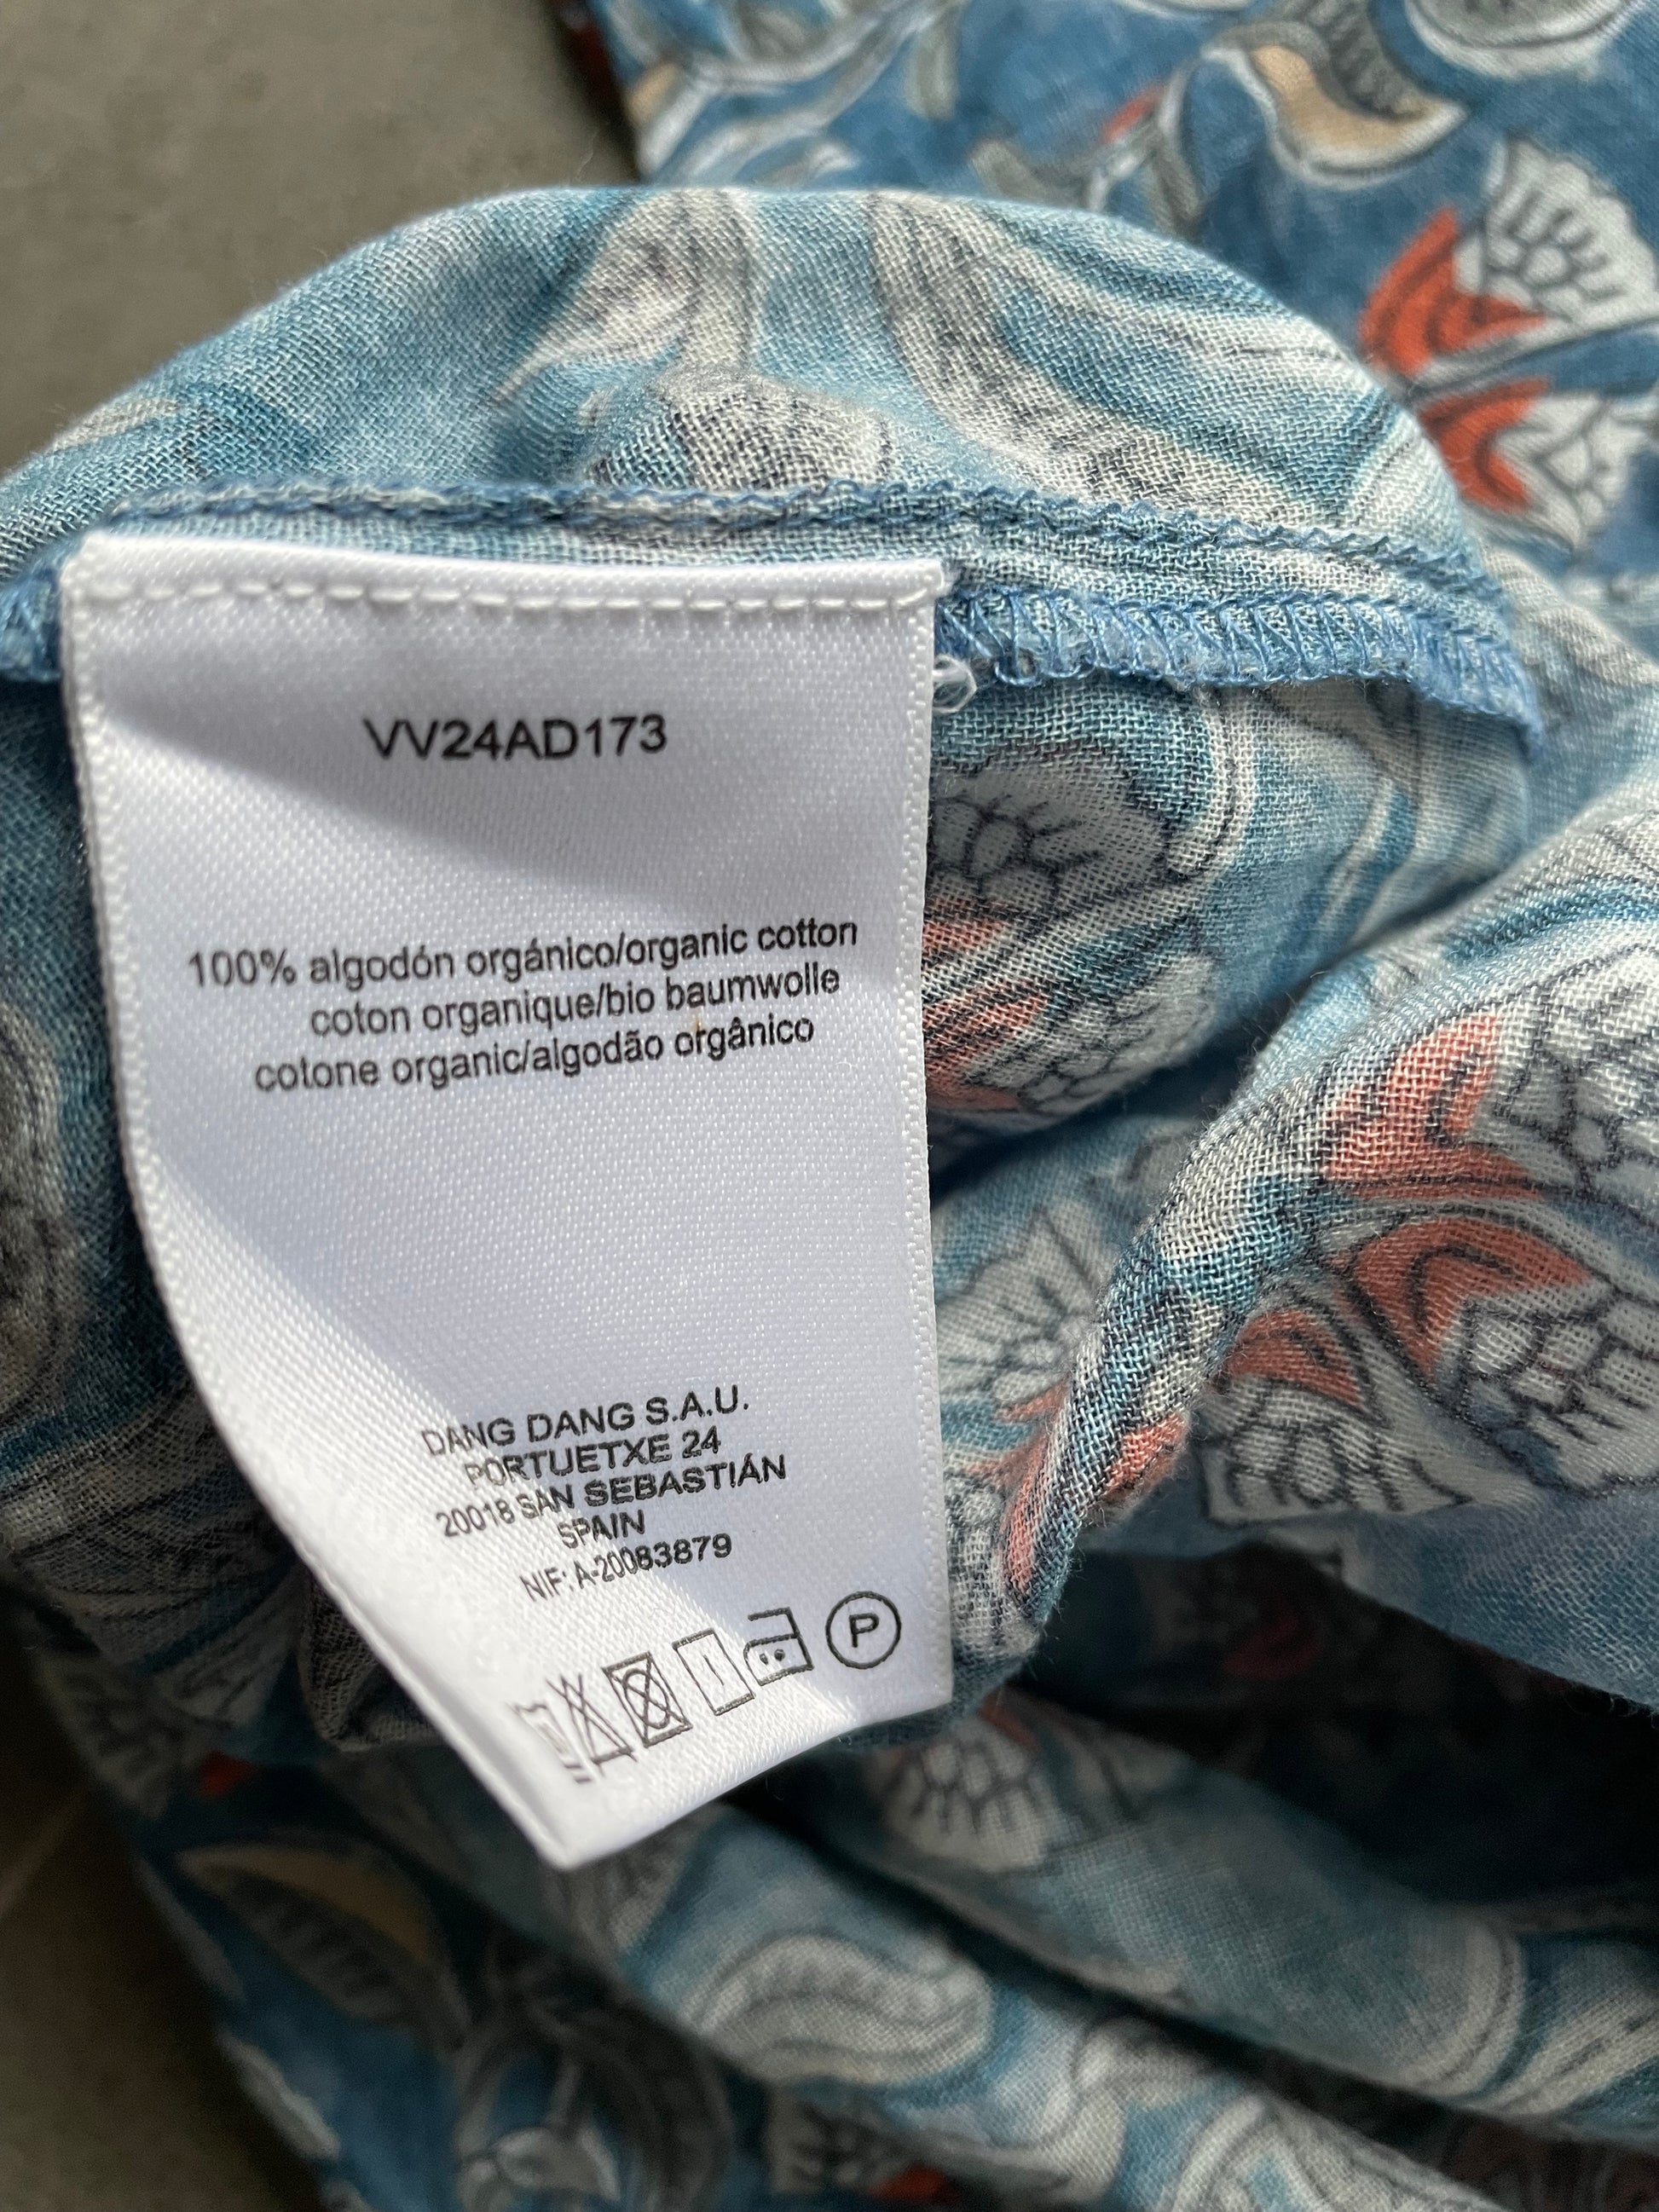 VV24AD173
100% algodón orgánico/organic cotton
coton organique/bio baumwolle
cotone organic/algodão orgânico
DANG DANG S.A.U.
PORTUETXE 24
20018 SAN SEBASTIÁN
SPAIN
NIF: A-20083879
P